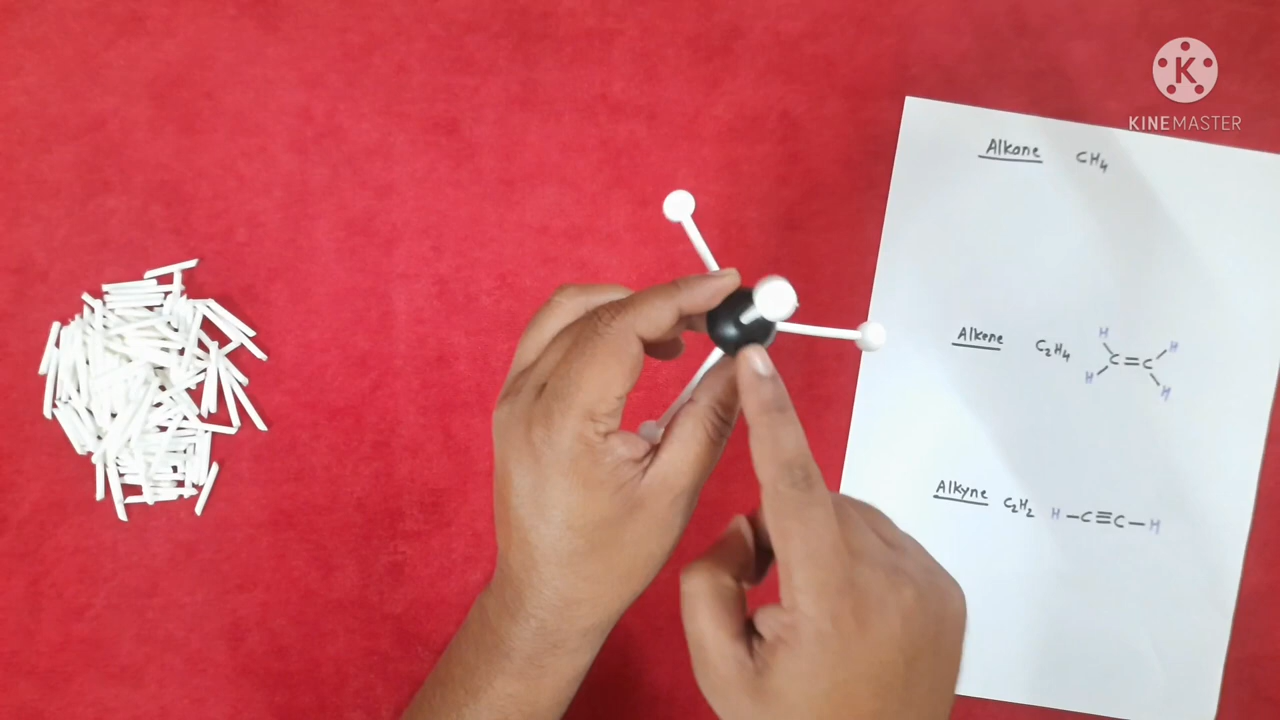 K
KINEMASTER
Alkane CH₄
Alkene C₂H₄
H H
C=C
H H
Alkyne C₂H₂ H-C≡C-H